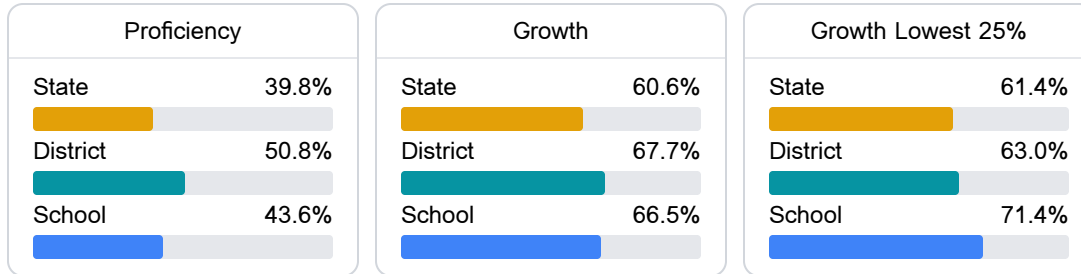 Proficiency
State 39.8%
District 50.8%
School 43.6%
Growth
State 60.6%
District 67.7%
School 66.5%
Growth Lowest 25%
State 61.4%
District 63.0%
School 71.4%